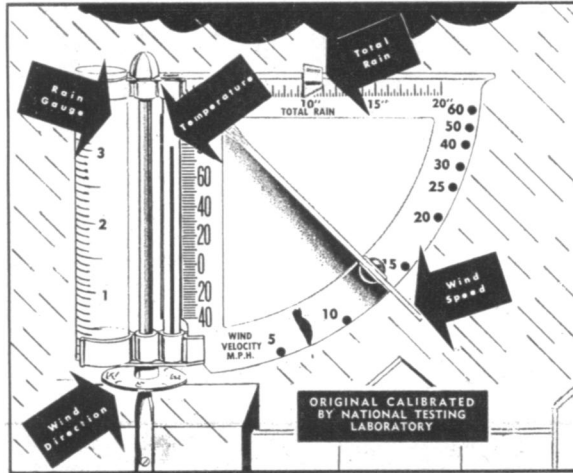 Total
Rain
Rain
Gauge
Temperature
10" 15" 20"
TOTAL RAIN
60
50
40
30
25
20
15
10
5
3
2
1
80
60
40
20
0
20
40
WIND
VELOCITY
M.P.H.
Wind
Speed
Wind
Direction
ORIGINAL CALIBRATED
BY NATIONAL TESTING
LABORATORY